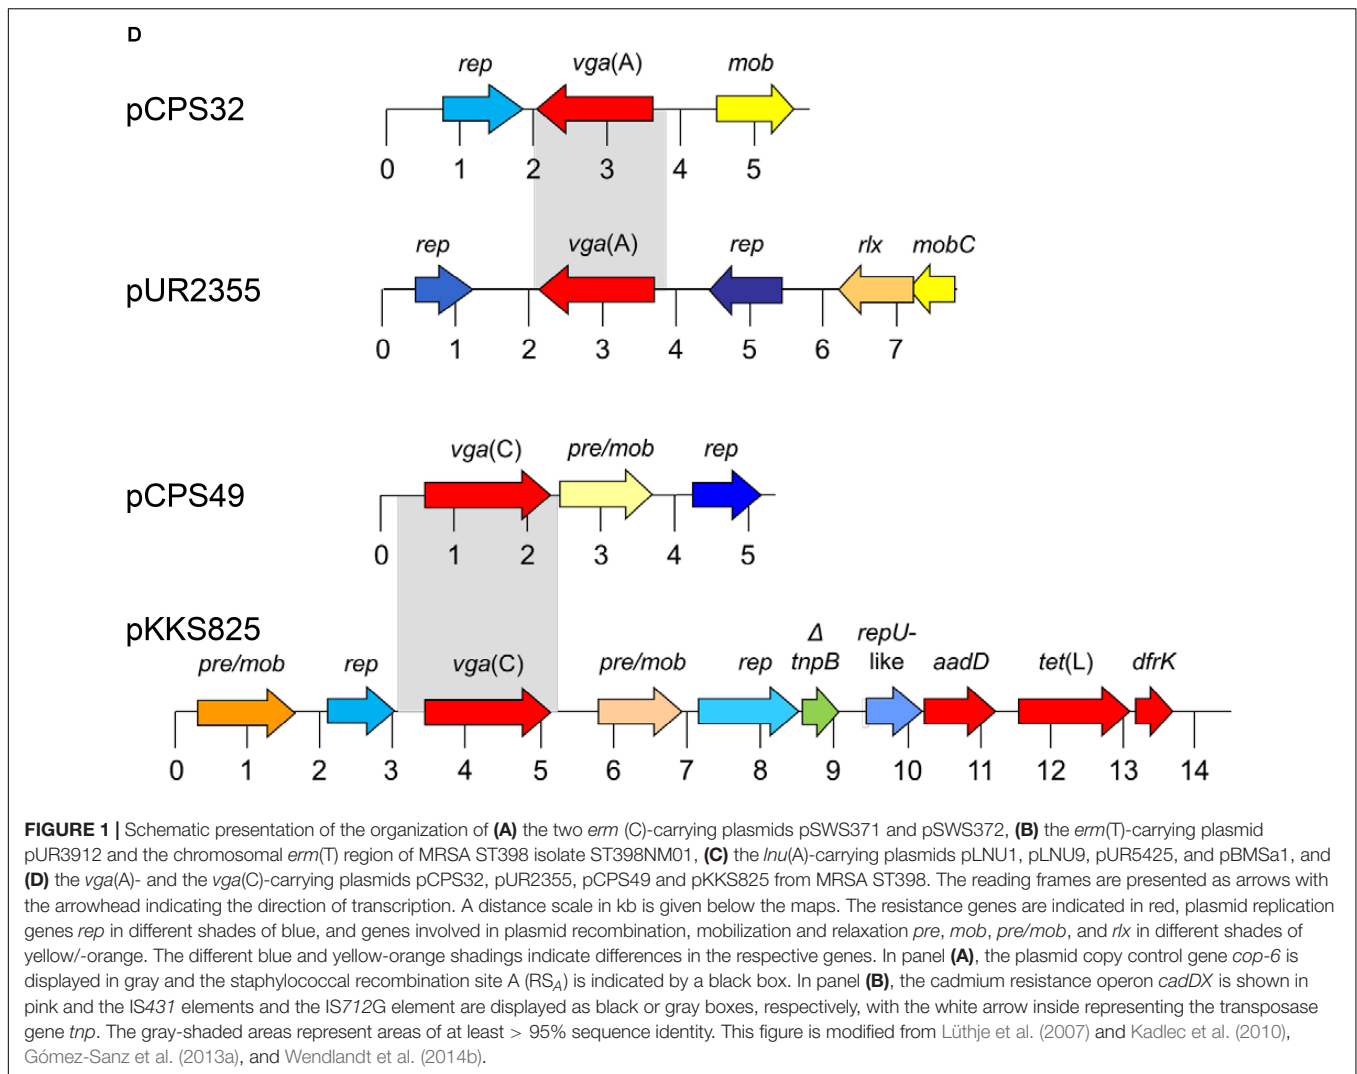 D
rep vga(A) mob
pCPS32
0 1 2 3 4 5
rep vga(A) rep rlx mobC
pUR2355
0 1 2 3 4 5 6 7
vga(C) pre/mob rep
pCPS49
0 1 2 3 4 5
pKKS825
Δ repU-
pre/mob rep vga(C) pre/mob rep tnpB like aadD tet(L) dfrK
0 1 2 3 4 5 6 7 8 9 10 11 12 13 14
FIGURE 1 | Schematic presentation of the organization of (A) the two erm (C)-carrying plasmids pSWS371 and pSWS372, (B) the erm(T)-carrying plasmid
pUR3912 and the chromosomal erm(T) region of MRSA ST398 isolate ST398NM01, (C) the lnu(A)-carrying plasmids pLNU1, pLNU9, pUR5425, and pBMSa1, and
(D) the vga(A)- and the vga(C)-carrying plasmids pCPS32, pUR2355, pCPS49 and pKKS825 from MRSA ST398. The reading frames are presented as arrows with
the arrowhead indicating the direction of transcription. A distance scale in kb is given below the maps. The resistance genes are indicated in red, plasmid replication
genes rep in different shades of blue, and genes involved in plasmid recombination, mobilization and relaxation pre, mob, pre/mob, and rlx in different shades of
yellow/-orange. The different blue and yellow-orange shadings indicate differences in the respective genes. In panel (A), the plasmid copy control gene cop-6 is
displayed in gray and the staphylococcal recombination site A (RSA) is indicated by a black box. In panel (B), the cadmium resistance operon cadDX is shown in
pink and the IS431 elements and the IS712G element are displayed as black or gray boxes, respectively, with the white arrow inside representing the transposase
gene tnp. The gray-shaded areas represent areas of at least > 95% sequence identity. This figure is modified from Lüthje et al. (2007) and Kadlec et al. (2010),
Gómez-Sanz et al. (2013a), and Wendlandt et al. (2014b).